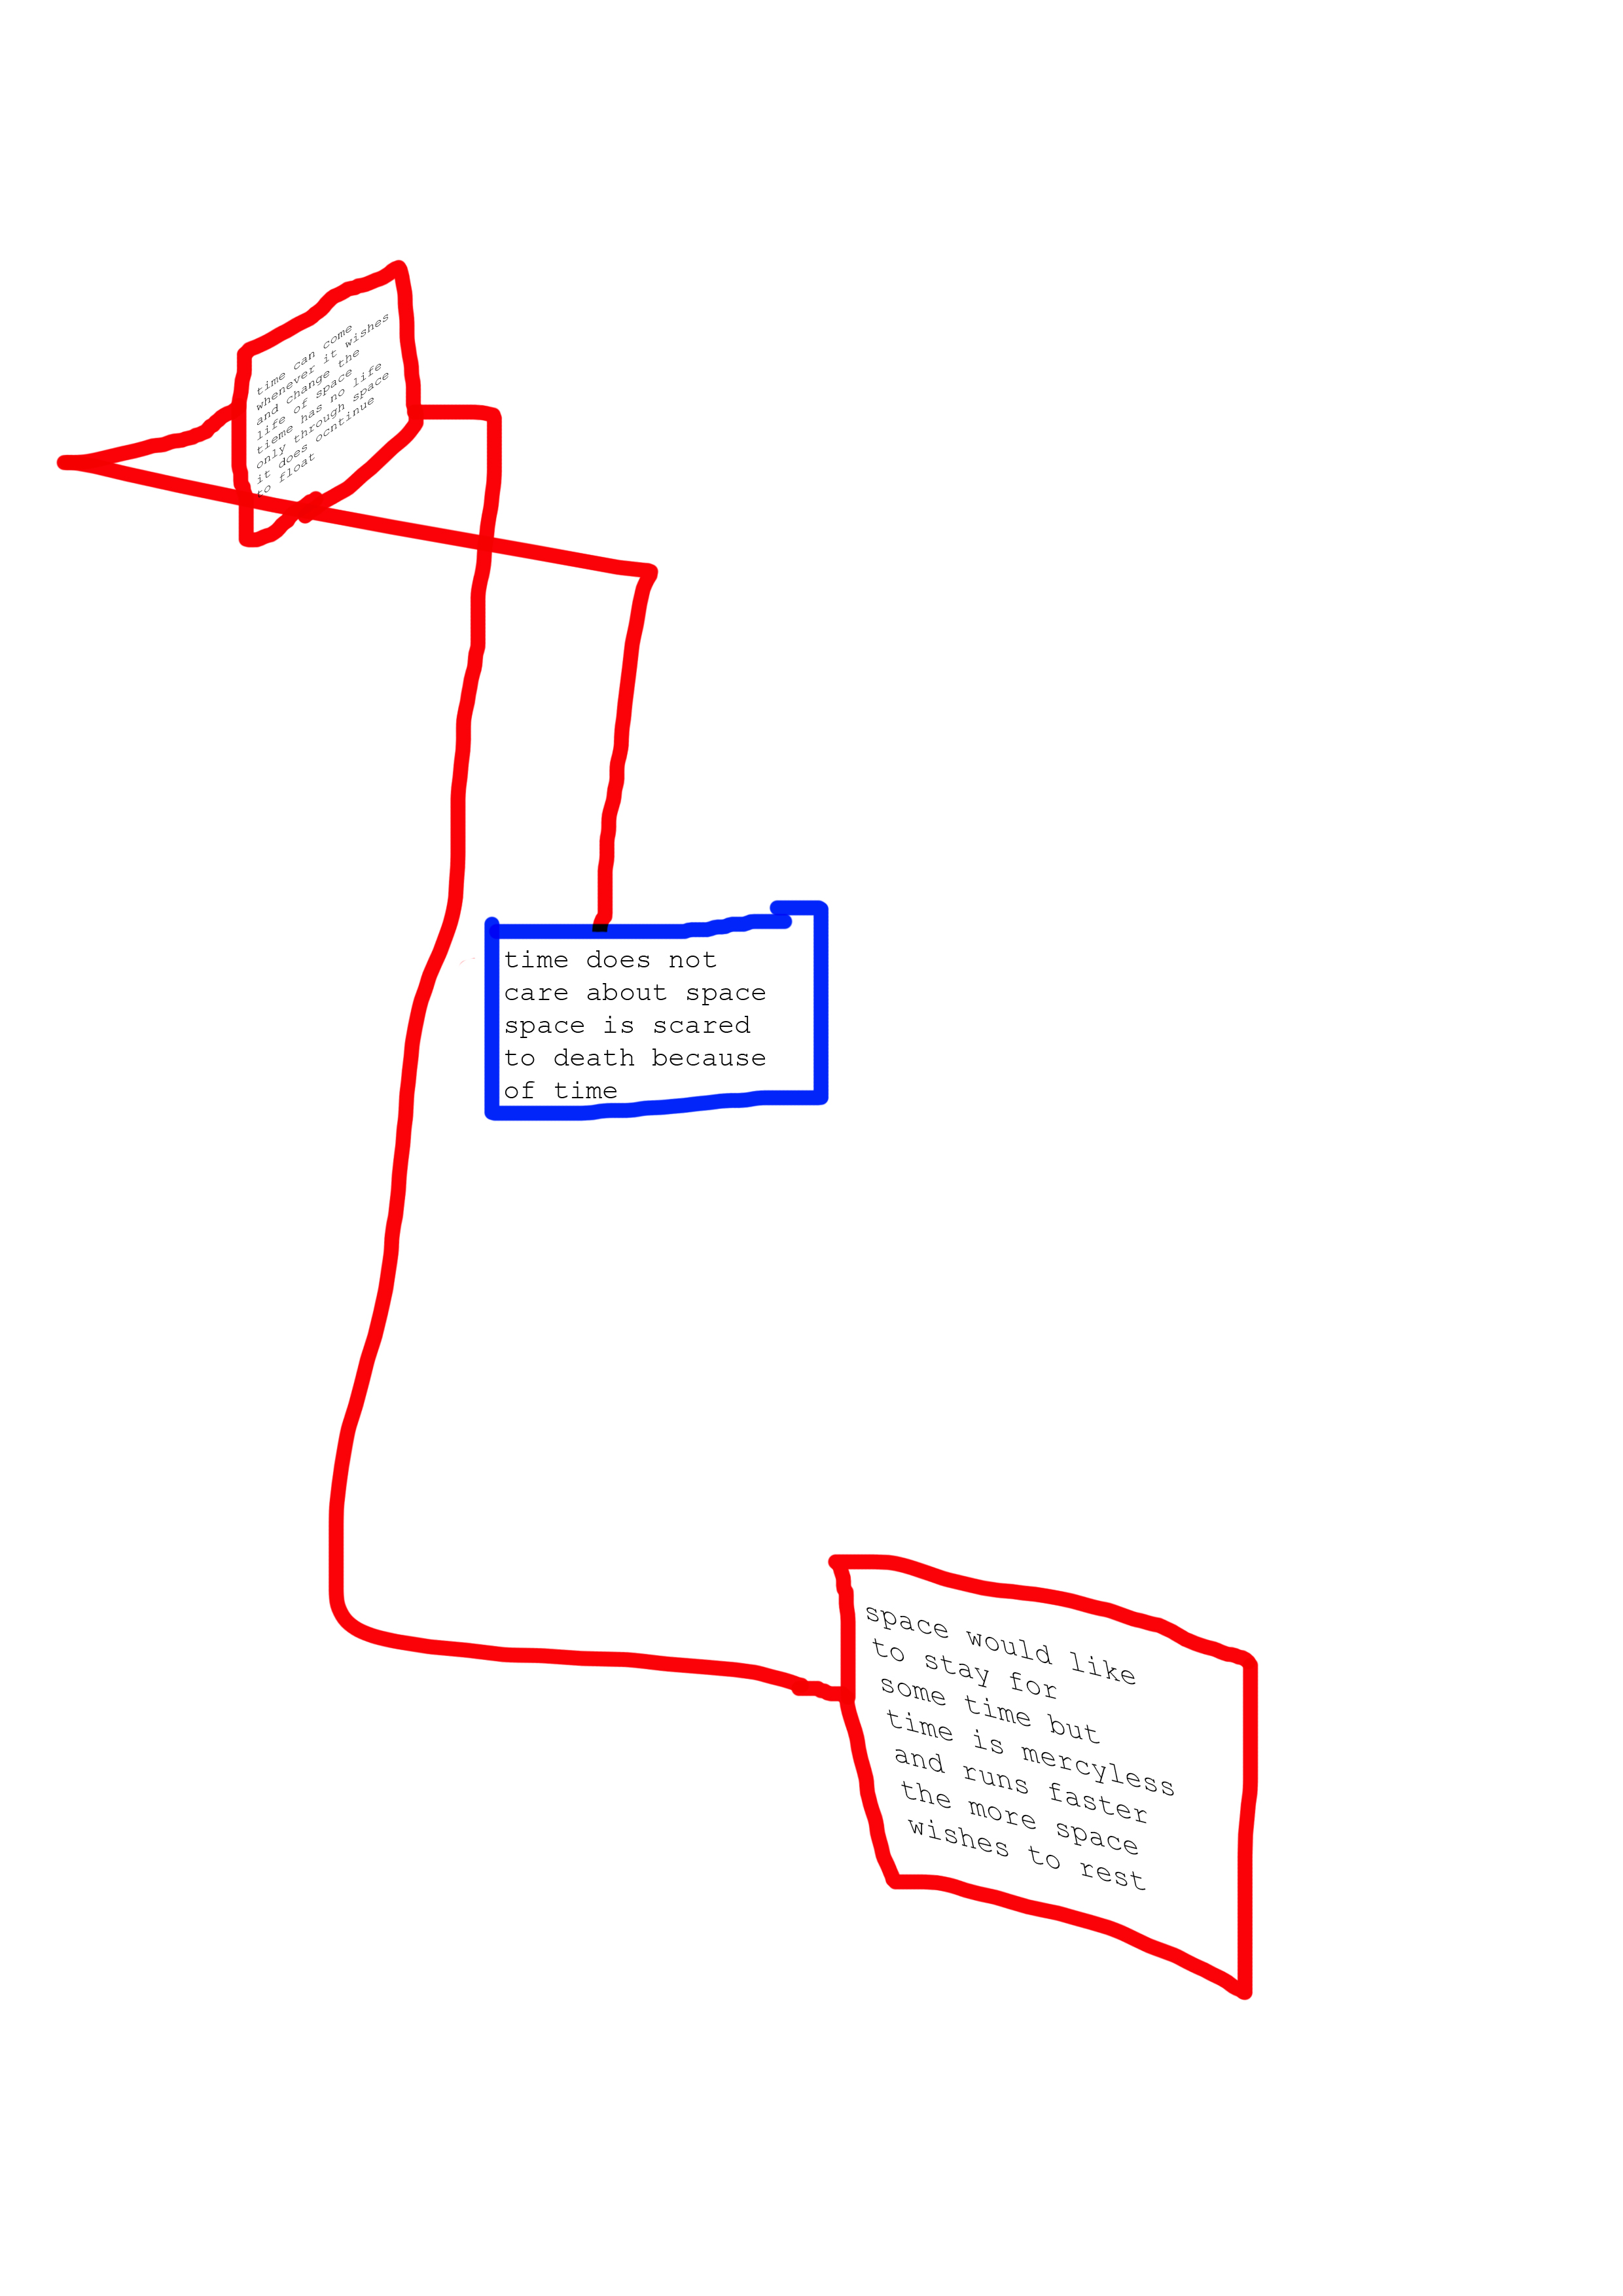 time can come
whenever it wishes
and change the
life of space
tieme has no life
only through space
it does ocntinue
to float
time does not
care about space
space is scared
to death because
of time
space would like
to stay for
some time but
time is mercyless
and runs faster
the more space
wishes to rest